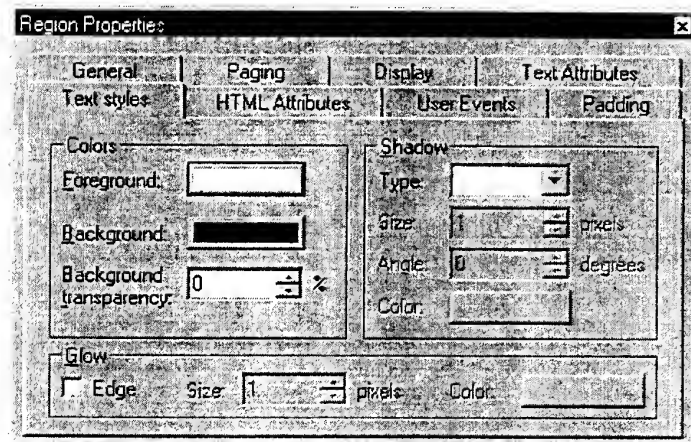 Region Properties
General Paging Display Text Attributes
Text styles HTML Attributes User Events Padding
Colors
Foreground:
Background:
Background transparency: 0 %
Shadow
Type:
Size: 1 pixels
Angle: 0 degrees
Color:
Glow
Edge Size: 1 pixels Color: